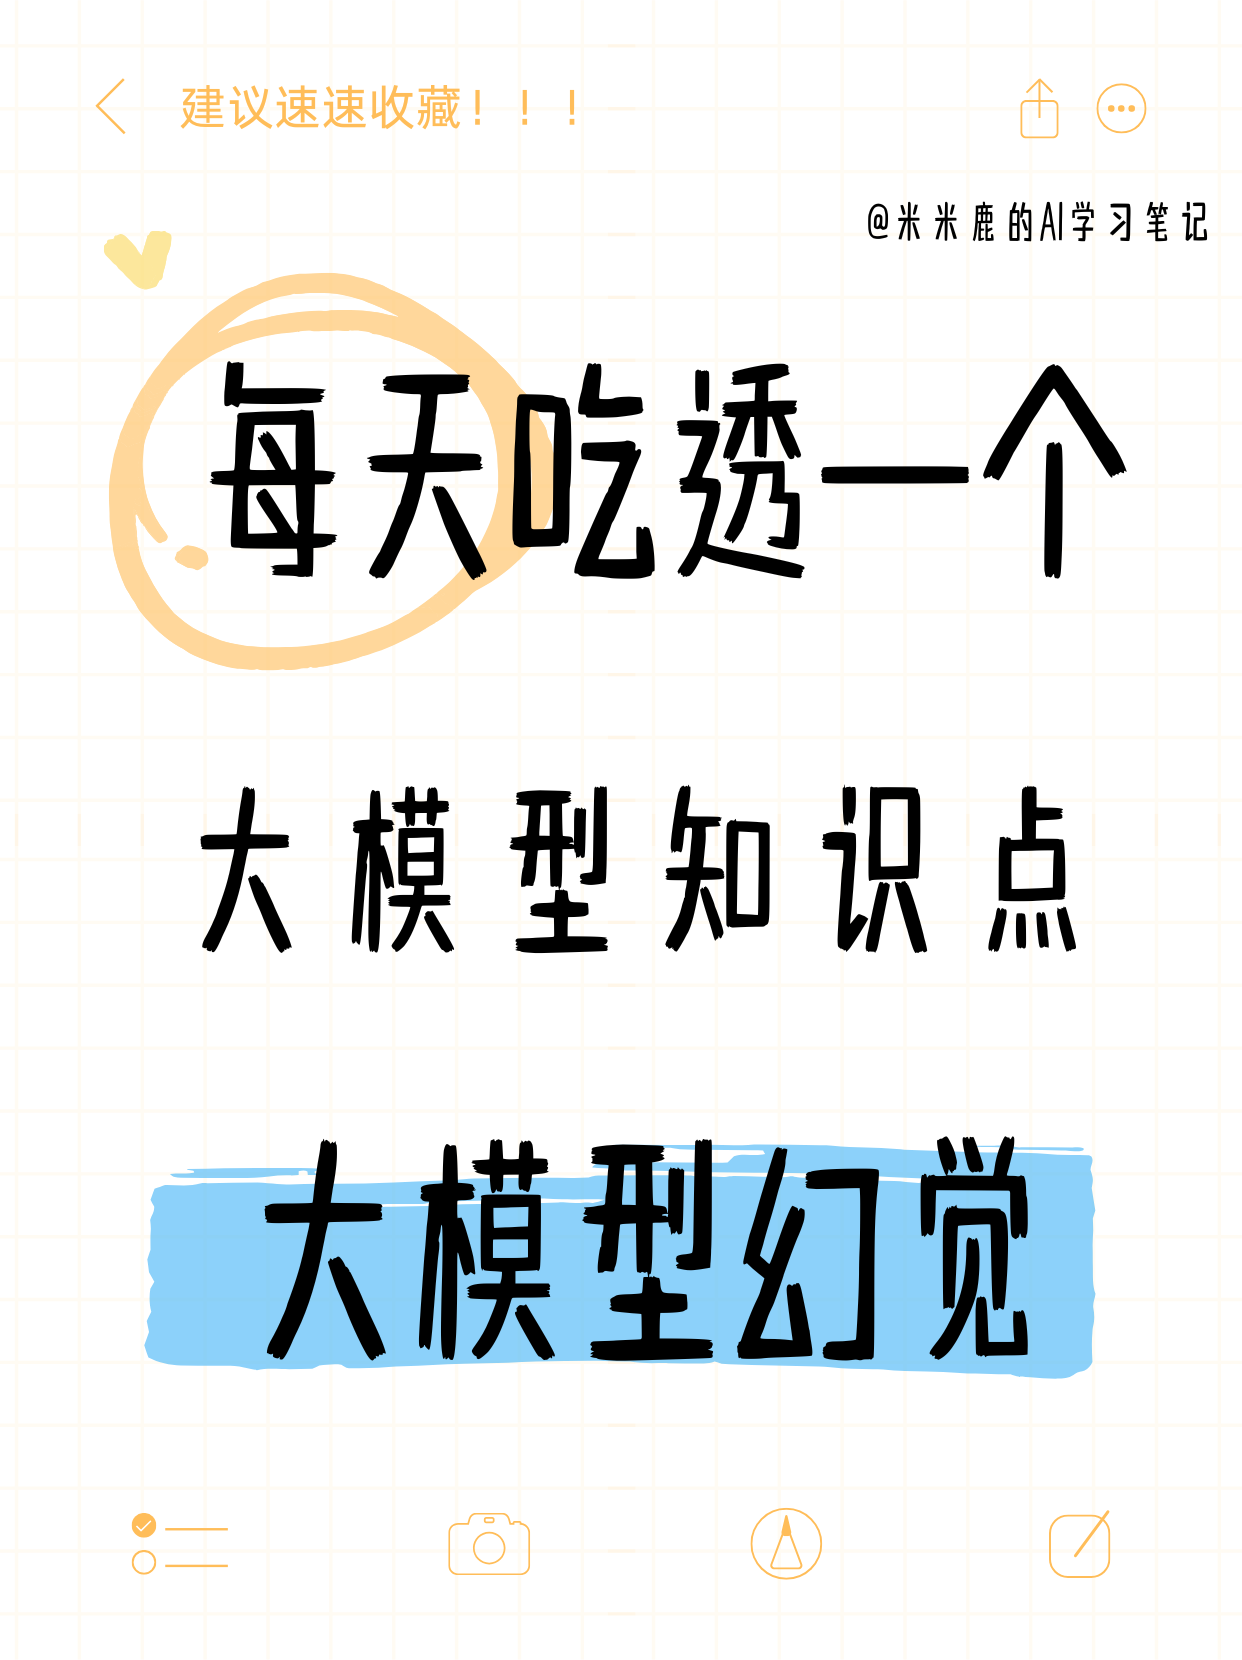 建议速速收藏！！！
@米米鹿的AI学习笔记
每天吃透一个
大模型知识点
大模型幻觉